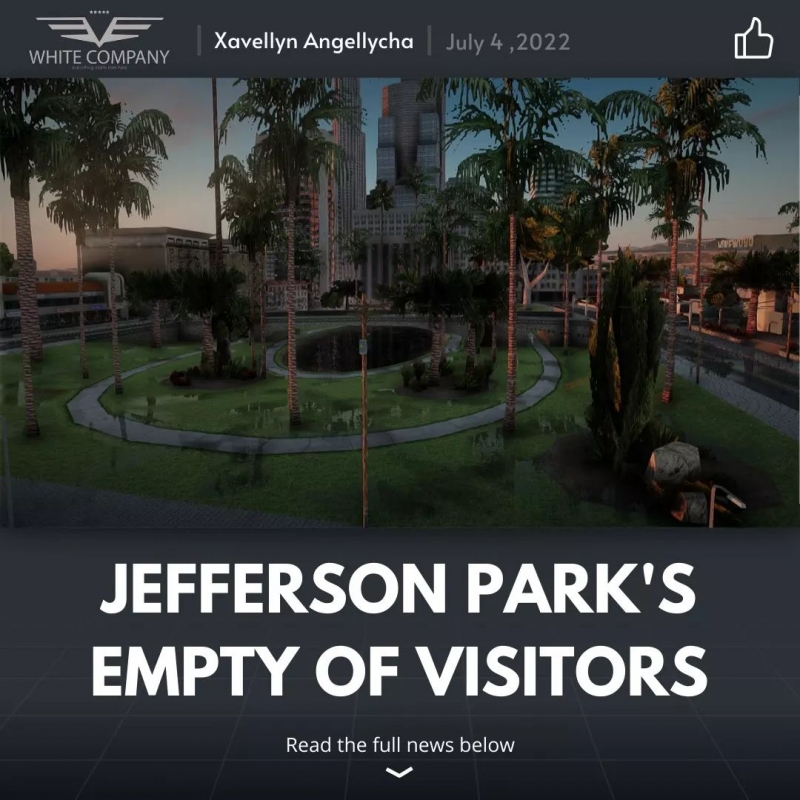 WHITE COMPANY
Xavellyn Angellycha
July 4 ,2022
JEFFERSON PARK'S
EMPTY OF VISITORS
Read the full news below